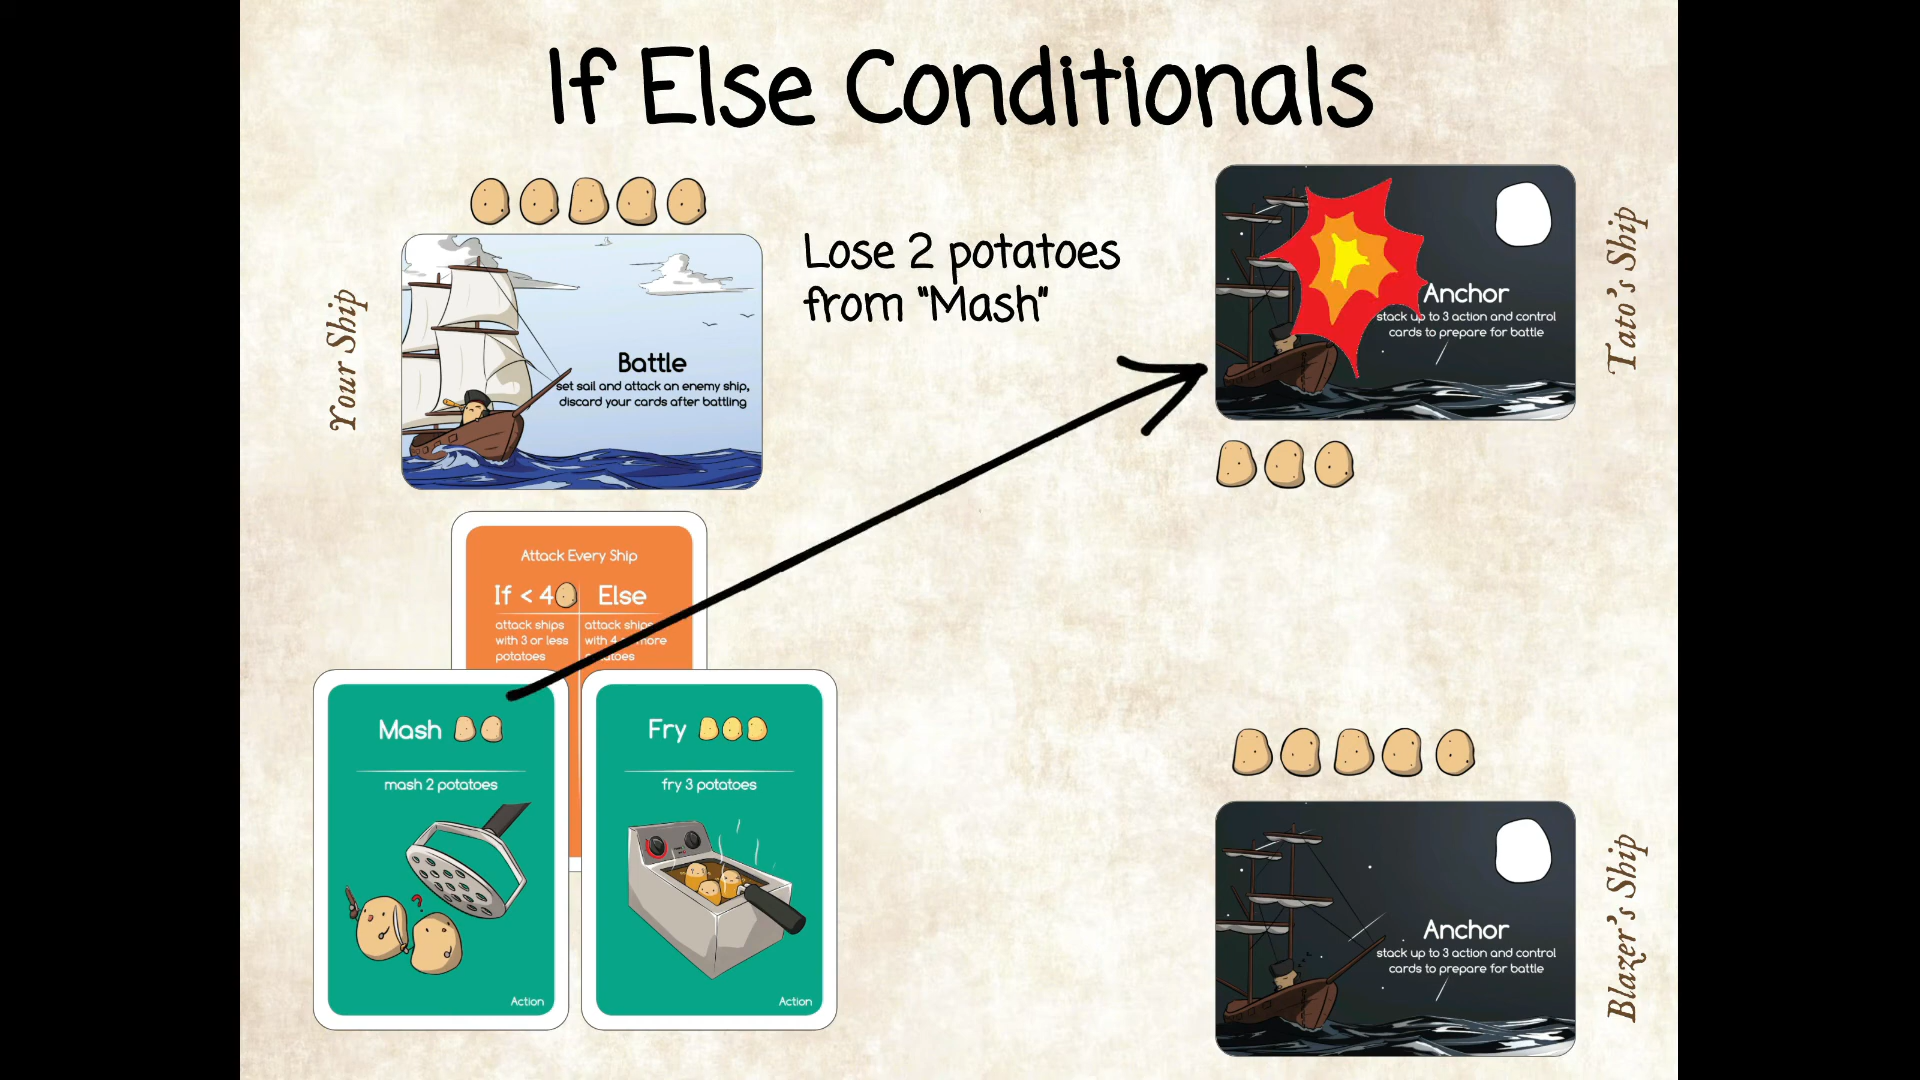 If Else Conditionals
Your Ship
Battle
set sail and attack an enemy ship,
discard your cards after battling
Lose 2 potatoes
from "Mash"
Anchor
stack up to 3 action and control
cards to prepare for battle
Tato's Ship
Attack Every Ship
If < 4
attack ships
with 3 or less
potatoes
Else
attack ships
with 4 or more
potatoes
Mash
mash 2 potatoes
?
Action
Fry
fry 3 potatoes
Action
Anchor
stack up to 3 action and control
cards to prepare for battle
Blazer's Ship